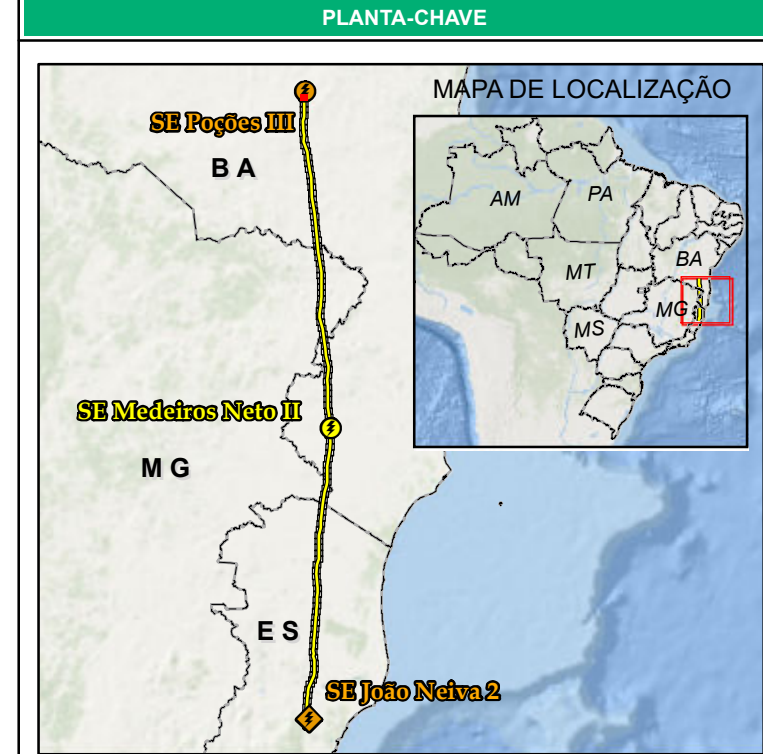 PLANTA-CHAVE
MAPA DE LOCALIZAÇÃO
SE Poções III
B A
AM
PA
BA
MT
MG
MS
SE Medeiros Neto II
M G
E S
SE João Neiva 2